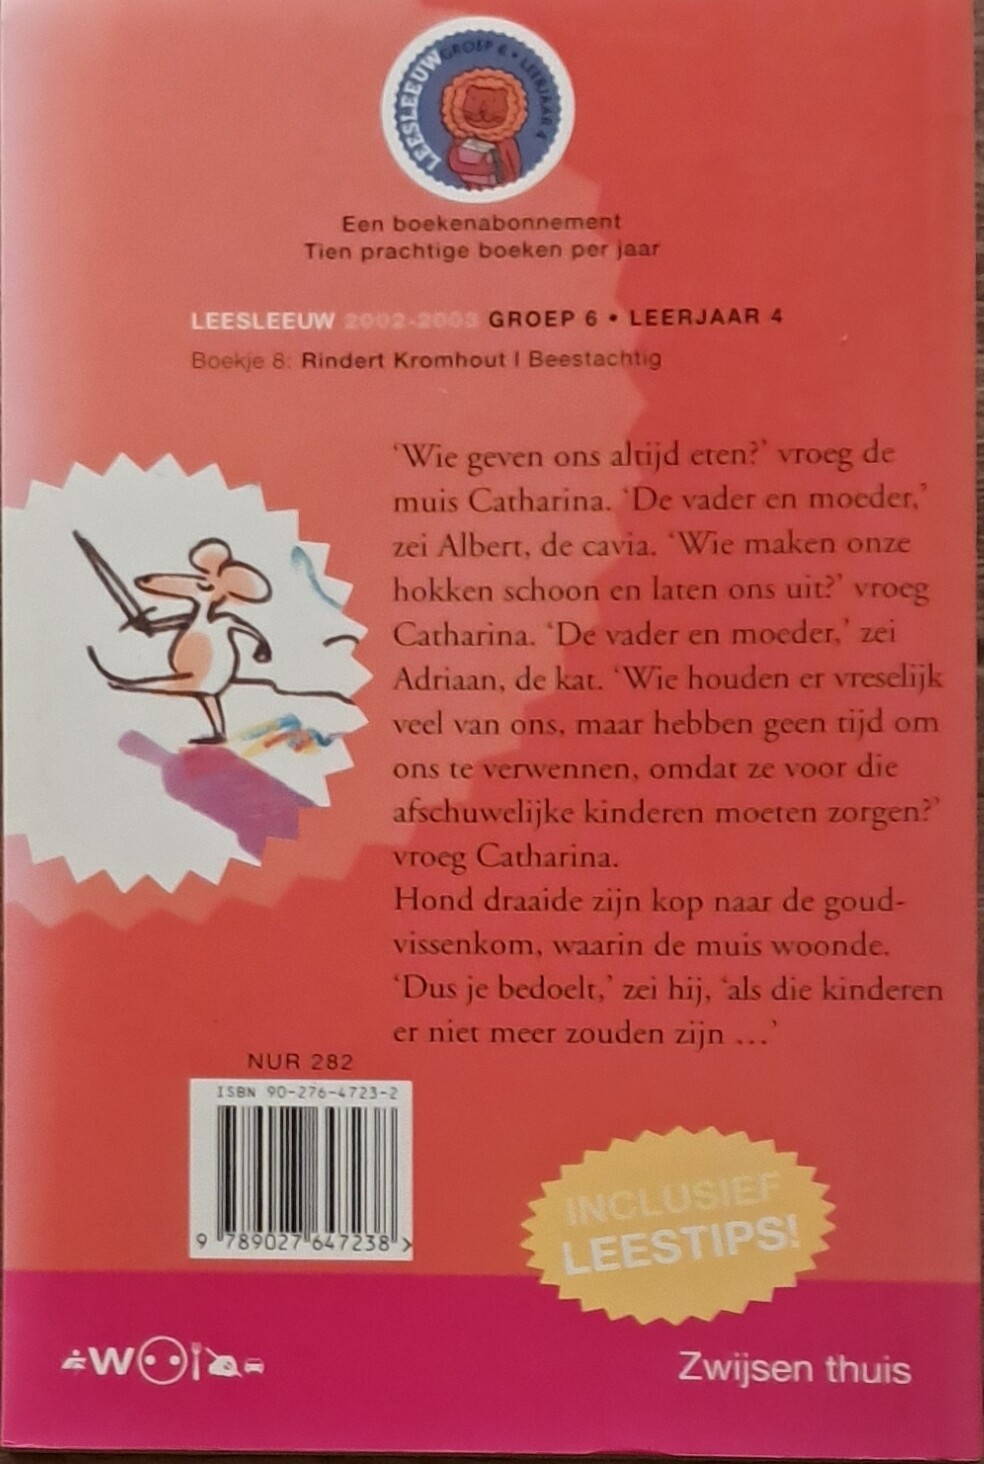 LEESLEEUW GROEP 6 • LEERJAAR 4
Een boekenabonnement
Tien prachtige boeken per jaar
LEESLEEUW 2002-2003 GROEP 6 • LEERJAAR 4
Boekje 8: Rindert Kromhout | Beestachtig
‘Wie geven ons altijd eten?’ vroeg de
muis Catharina. ‘De vader en moeder,’
zei Albert, de cavia. ‘Wie maken onze
hokken schoon en laten ons uit?’ vroeg
Catharina. ‘De vader en moeder,’ zei
Adriaan, de kat. ‘Wie houden er vreselijk
veel van ons, maar hebben geen tijd om
ons te verwennen, omdat ze voor die
afschuwelijke kinderen moeten zorgen?’
vroeg Catharina.
Hond draaide zijn kop naar de goud-
vissenkom, waarin de muis woonde.
‘Dus je bedoelt,’ zei hij, ‘als die kinderen
er niet meer zouden zijn ...’
NUR 282
ISBN 90-276-4723-2
9 789027 647238 >
INCLUSIEF
LEESTIPS!
W
Zwijsen thuis